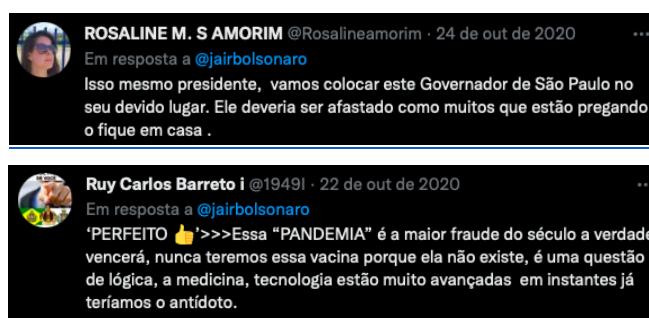 ROSALINE M. S AMORIM @Rosalineamorim · 24 de out de 2020
Em resposta a @jairbolsonaro
Isso mesmo presidente, vamos colocar este Governador de São Paulo no
seu devido lugar. Ele deveria ser afastado como muitos que estão pregando
o fique em casa .
Ruy Carlos Barreto i @1949l · 22 de out de 2020
Em resposta a @jairbolsonaro
‘PERFEITO 👍’>>>Essa “PANDEMIA” é a maior fraude do século a verdade
vencerá, nunca teremos essa vacina porque ela não existe, é uma questão
de lógica, a medicina, tecnologia estão muito avançadas em instantes já
teríamos o antídoto.